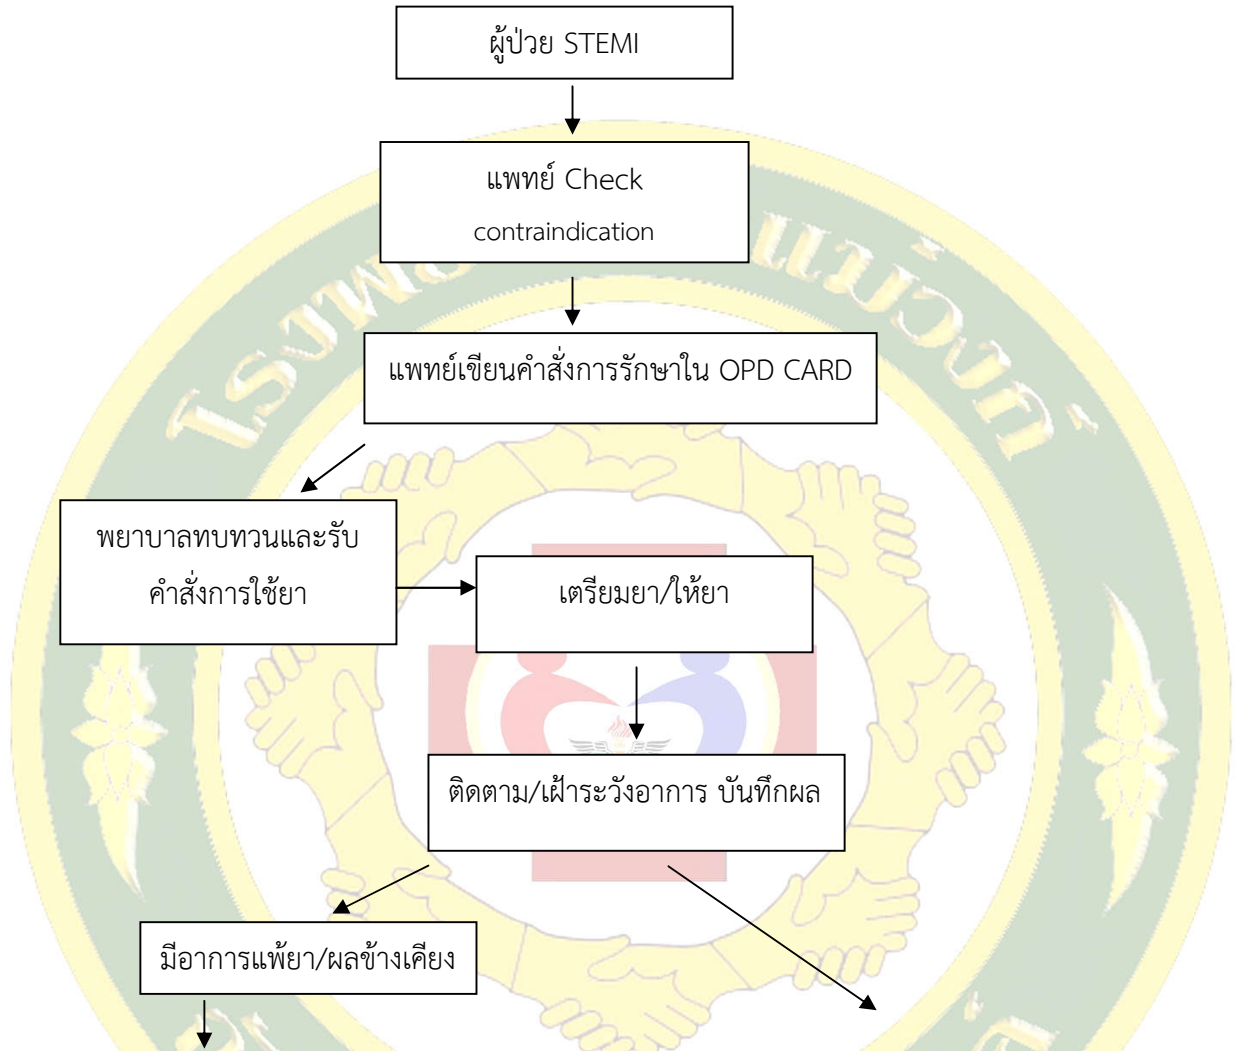 ผู้ป่วย STEMI
แพทย์ Check
contraindication
แพทย์เขียนคำสั่งการรักษาใน OPD CARD
พยาบาลทบทวนและรับ
คำสั่งการใช้ยา
เตรียมยา/ให้ยา
ติดตาม/เฝ้าระวังอาการ บันทึกผล
มีอาการแพ้ยา/ผลข้างเคียง